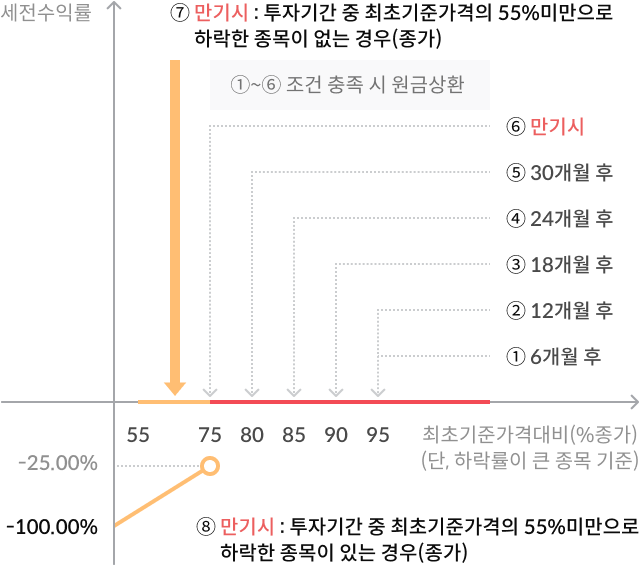 세전수익률
⑦ 만기시 : 투자기간 중 최초기준가격의 55%미만으로
하락한 종목이 없는 경우(종가)
①~⑥ 조건 충족 시 원금상환
⑥ 만기시
⑤ 30개월 후
④ 24개월 후
③ 18개월 후
② 12개월 후
① 6개월 후
55 75 80 85 90 95
최초기준가격대비(%종가)
(단, 하락률이 큰 종목 기준)
-25.00%
-100.00%
⑧ 만기시 : 투자기간 중 최초기준가격의 55%미만으로
하락한 종목이 있는 경우(종가)